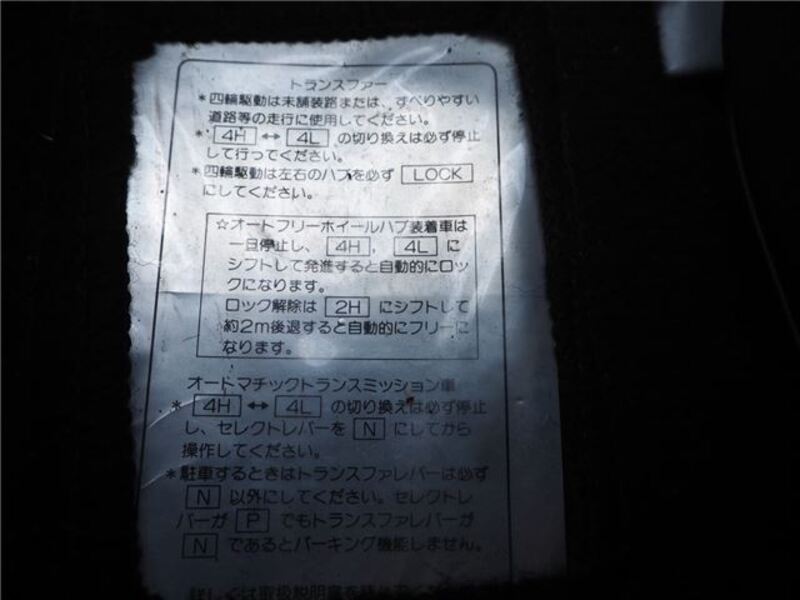 トランスファー
*四輪駆動は未舗装路または、すべりやすい
道路等の走行に使用してください。
* 4H ↔ 4L の切り換えは必ず停止
して行ってください。
*四輪駆動は左右のハブを必ず LOCK
にしてください。
☆オートフリーホイールハブ装着車は
一旦停止し、 4H , 4L に
シフトして発進すると自動的にロッ
クになります。
ロック解除は 2H にシフトして
約2m後退すると自動的にフリーに
なります。
オートマチックトランスミッション車
* 4H ↔ 4L の切り換えは必ず停止
し、セレクトレバーを N にしてから
操作してください。
*駐車するときはトランスファレバーは必ず
N 以外にしてください。セレクトレ
バーが P でもトランスファレバーが
N であるとパーキング機能しません。
詳しくは取扱説明書を